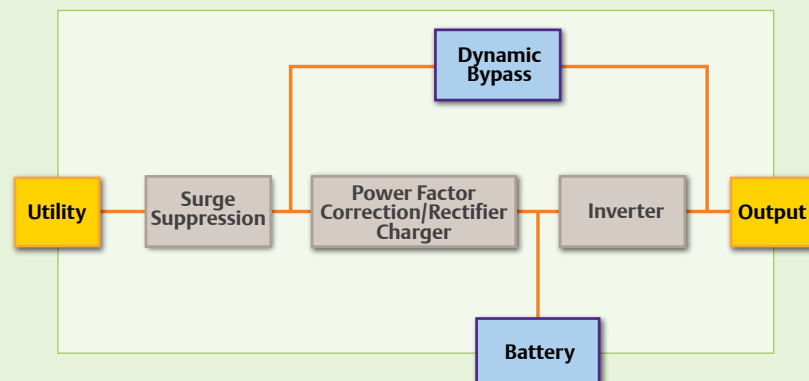 Dynamic
Bypass
Utility
Surge
Suppression
Power Factor
Correction/Rectifier
Charger
Inverter
Output
Battery